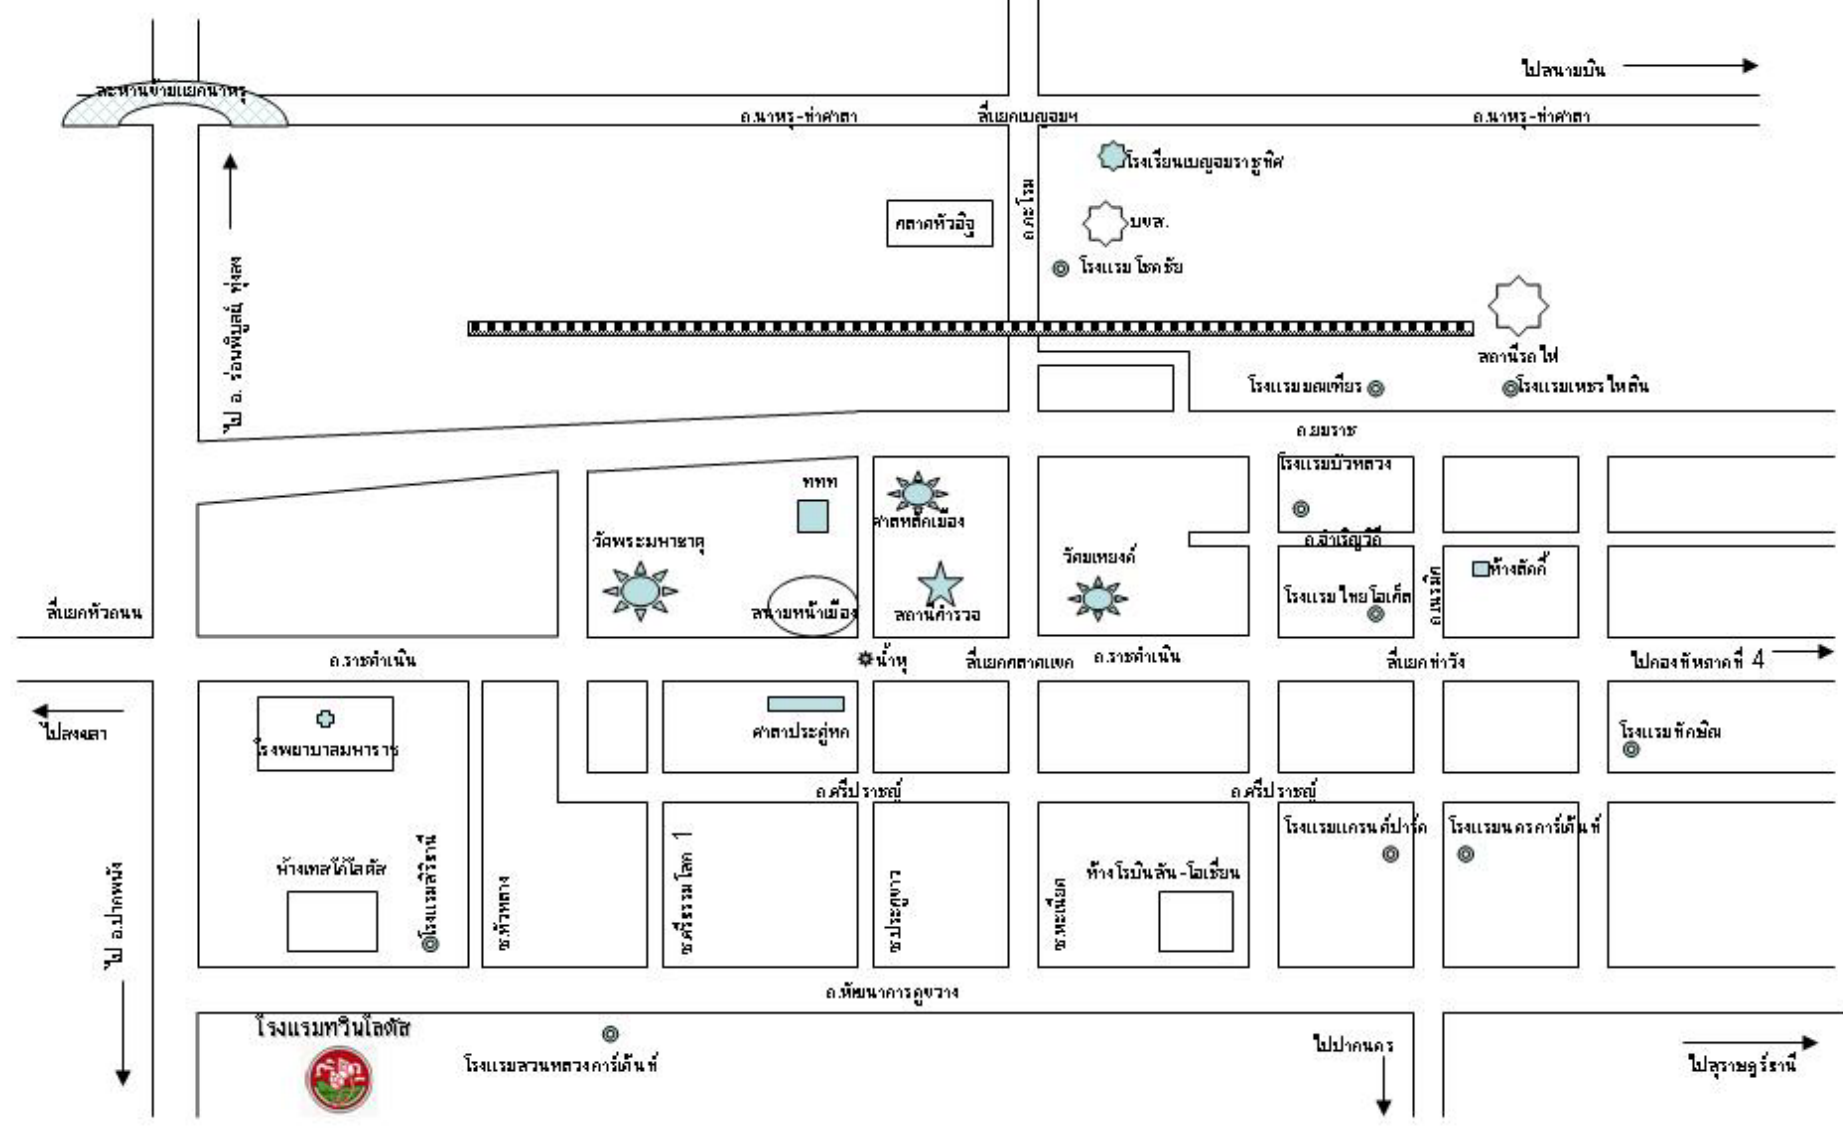 ไปสนามบิน
สะพานข้ามแยกนาหรุ
ถ.นาหรุ-ท่าศาลา
สี่แยกเบญจมฯ
ถ.นาหรุ-ท่าศาลา
โรงเรียนเบญจมราชูทิศ
ถ.กะโรม
ตลาดหัวอิฐ
บขส.
โรงแรมโชคชัย
ไป อ. ร่อนพิบูลย์ ทุ่งสง
สถานีรถไฟ
โรงแรมมณเฑียร
โรงแรมเพชรไพลิน
ถ.ยมราช
โรงแรมบัวหลวง
ททท
ศาลหลักเมือง
วัดพระมหาธาตุ
ถ.จำเริญวิถี
วัดมเหยงค์
ห้างลัคกี้
ถ.เนรมิต
โรงแรมไทยโฮเต็ล
สี่แยกหัวถนน
สนามหน้าเมือง
สถานีตำรวจ
ถ.ราชดำเนิน
น้ำพุ
สี่แยกตลาดแขก
ถ.ราชดำเนิน
สี่แยกท่าวัง
ไปกองทัพภาคที่ 4
ไปสงขลา
โรงพยาบาลมหาราช
ศาลาประดู่หก
โรงแรมทักษิณ
ถ.ศรีปราชญ์
ถ.ศรีปราชญ์
โรงแรมแกรนด์ปาร์ค
โรงแรมนครการ์เด้นท์
ห้างเทสโก้โลตัส
โรงแรมสิริธานี
ซ.หัวหลาง
ซ.ศรีธรรมโศก 1
ซ.ประตูขาว
ซ.พะเนียด
ห้างโรบินสัน-โอเชี่ยน
ไป อ.ปากพนัง
ถ.พัฒนาการคูขวาง
โรงแรมทวินโลตัส
โรงแรมสวนหลวงการ์เด้นท์
ไปปากนคร
ไปสุราษฎร์ธานี